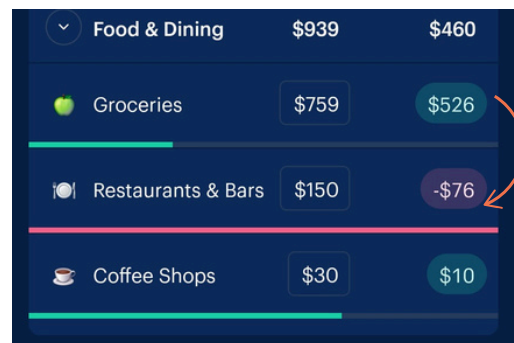 Food & Dining $939 $460
Groceries $759 $526
Restaurants & Bars $150 -$76
Coffee Shops $30 $10